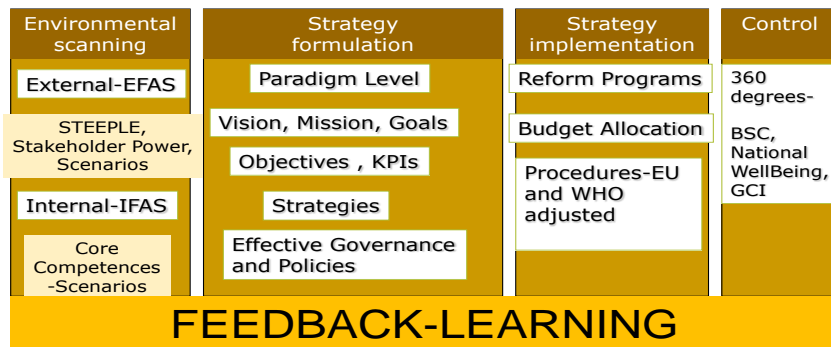 Environmental
scanning
External-EFAS
STEEPLE,
Stakeholder Power,
Scenarios
Internal-IFAS
Core
Competences
-Scenarios
Strategy
formulation
Paradigm Level
Vision, Mission, Goals
Objectives , KPIs
Strategies
Effective Governance
and Policies
Strategy
implementation
Reform Programs
Budget Allocation
Procedures-EU
and WHO
adjusted
Control
360
degrees-
BSC,
National
WellBeing,
GCI
FEEDBACK-LEARNING